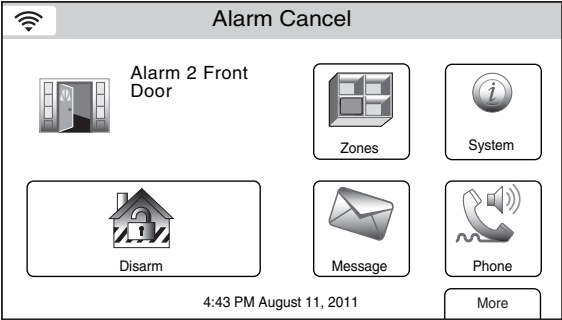 Alarm Cancel
Alarm 2 Front
Door
Zones
System
Disarm
Message
Phone
4:43 PM August 11, 2011
More